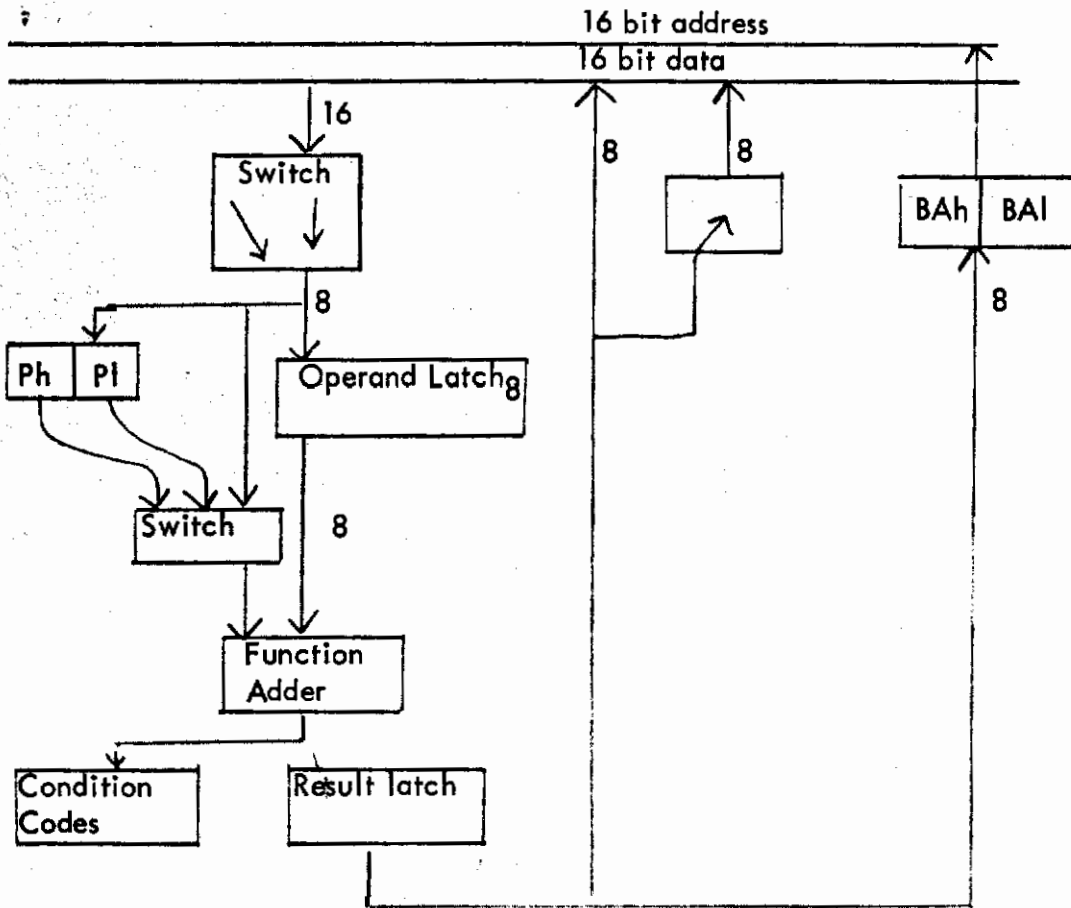 16 bit address
16 bit data
16
8
8
Switch
BAh BAl
8
8
Ph Pl
Operand Latch 8
Switch
8
Function
Adder
Condition
Codes
Result latch